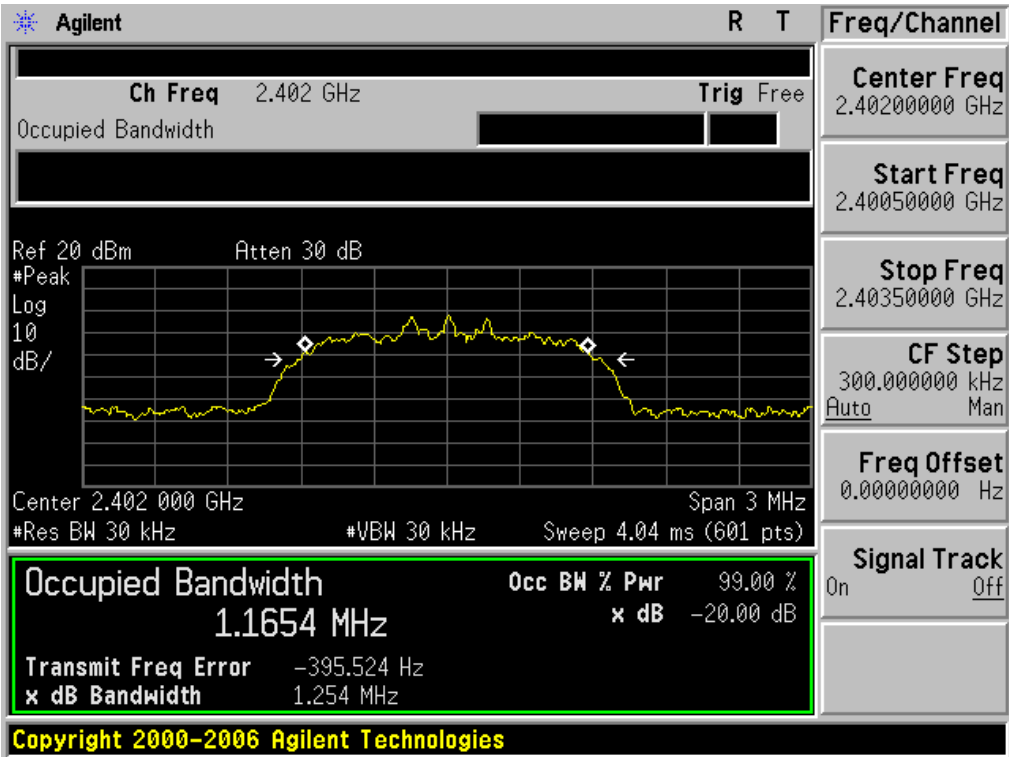 Agilent R T
Ch Freq 2.402 GHz Trig Free
Occupied Bandwidth
Ref 20 dBm Atten 30 dB
#Peak
Log
10
dB/
Center 2.402 000 GHz Span 3 MHz
#Res BW 30 kHz #VBW 30 kHz Sweep 4.04 ms (601 pts)
Occupied Bandwidth
1.1654 MHz
Occ BW % Pwr 99.00 %
x dB -20.00 dB
Transmit Freq Error -395.524 Hz
x dB Bandwidth 1.254 MHz
Copyright 2000-2006 Agilent Technologies
Freq/Channel
Center Freq
2.40200000 GHz
Start Freq
2.40050000 GHz
Stop Freq
2.40350000 GHz
CF Step
300.000000 kHz
Auto Man
Freq Offset
0.00000000 Hz
Signal Track
On Off